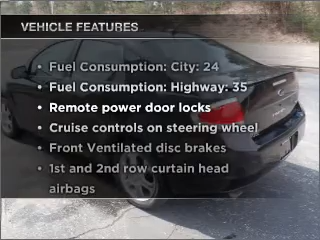 VEHICLE FEATURES
• Fuel Consumption: City: 24
• Fuel Consumption: Highway: 35
• Remote power door locks
• Cruise controls on steering wheel
• Front Ventilated disc brakes
• 1st and 2nd row curtain head
airbags